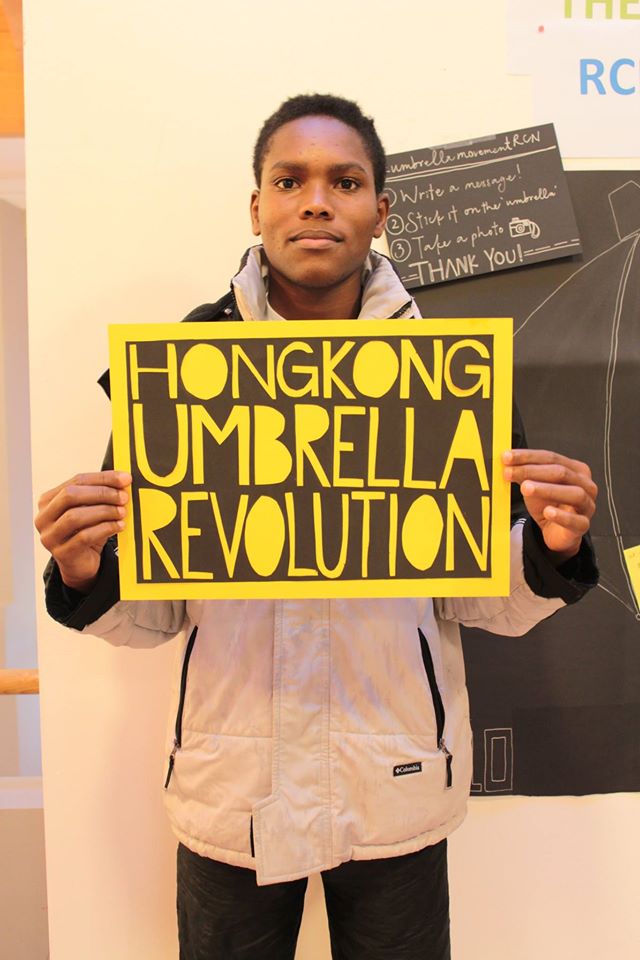 THE
RC
umbrella movement RCN
① Write a message!
② Stick it on the 'umbrella'
③ Take a photo
THANK YOU!
HONGKONG
UMBRELLA
REVOLUTION
Columbia